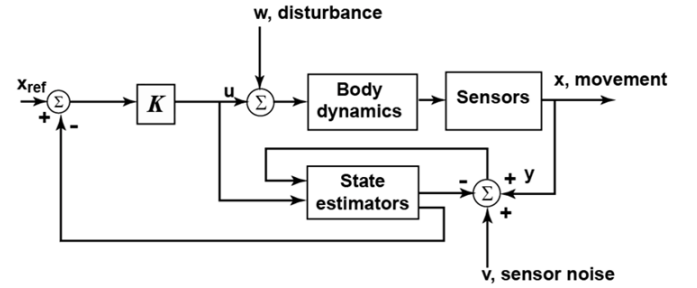 w, disturbance
xref
Σ
+
-
K
u
Σ
Body
dynamics
Sensors
x, movement
State
estimators
-
Σ
+ y
+
v, sensor noise